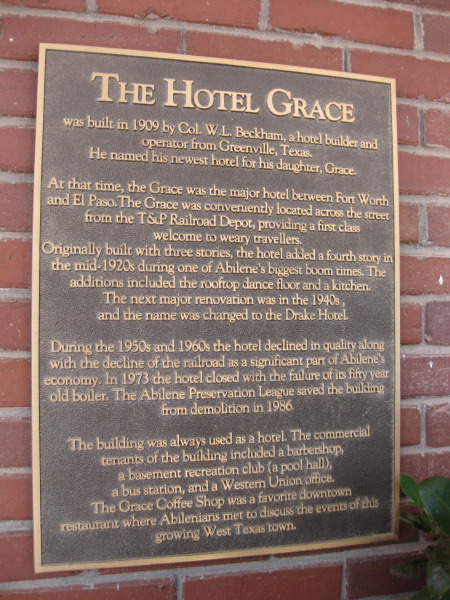 THE HOTEL GRACE
was built in 1909 by Col. W.L. Beckham, a hotel builder and
operator from Greenville, Texas.
He named his newest hotel for his daughter, Grace.
At that time, the Grace was the major hotel between Fort Worth
and El Paso.The Grace was conveniently located across the street
from the T&P Railroad Depot, providing a first class
welcome to weary travellers.
Originally built with three stories, the hotel added a fourth story in
the mid-1920s during one of Abilene's biggest boom times. The
additions included the rooftop dance floor and a kitchen.
The next major renovation was in the 1940s ,
and the name was changed to the Drake Hotel.
During the 1950s and 1960s the hotel declined in quality along
with the decline of the railroad as a significant part of Abilene's
economy. In 1973 the hotel closed with the failure of its fifty year
old boiler. The Abilene Preservation League saved the building
from demolition in 1986
The building was always used as a hotel. The commercial
tenants of the building included a barbershop,
a basement recreation club (a pool hall),
a bus station, and a Western Union office.
The Grace Coffee Shop was a favorite downtown
restaurant where Abilenians met to discuss the events of this
growing West Texas town.